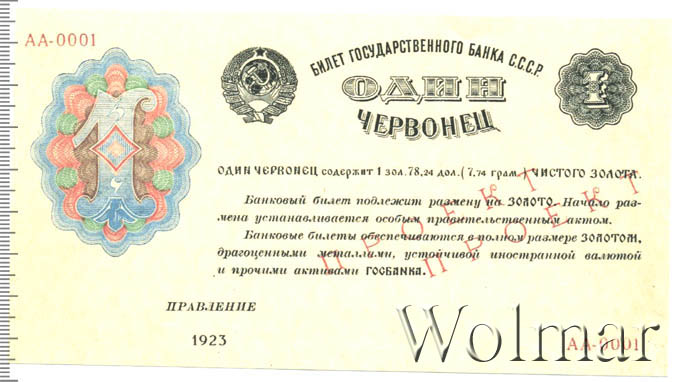 АА-0001
БИЛЕТ ГОСУДАРСТВЕННОГО БАНКА С.С.С.Р.
ОДИН
ЧЕРВОНЕЦ
1
1
ОДИН ЧЕРВОНЕЦ СОДЕРЖИТ 1 ЗОЛ. 78,24 ДОЛ. (7,74 ГРАМ.) ЧИСТОГО ЗОЛОТА.
Банковый билет подлежит размену на ЗОЛОТО. Начало раз-
мена устанавливается особым правительственным актом.
Банковые билеты обеспечиваются в полном размере ЗОЛОТОМ,
драгоценными металлами, устойчивой иностранной валютой
и прочими активами ГОСБАНКА.
ПРОЕКТ
ПРОЕКТ
ПРАВЛЕНИЕ
1923
АА-0001
Wolmar